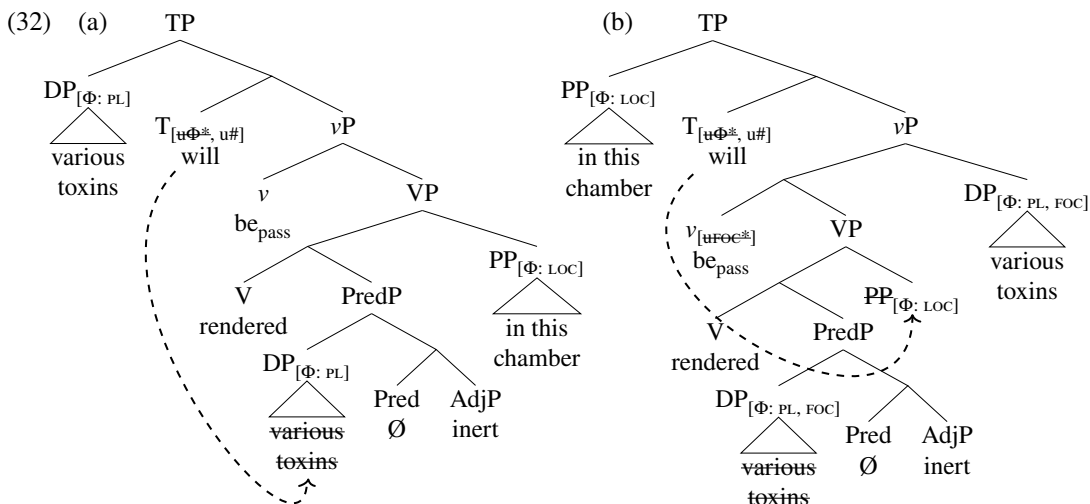 (32) (a) TP (b) TP
DP[Φ: PL] PP[Φ: LOC]
T[uΦ*, u#] vP T[uΦ*, u#] vP
various will in this will
toxins chamber
v VP DP[Φ: PL, FOC]
be_pass v[uFOC*] VP various
be_pass toxins
PP[Φ: LOC]
V PredP PP[Φ: LOC]
rendered in this V PredP
chamber rendered
DP[Φ: PL]
Pred AdjP DP[Φ: PL, FOC]
various Ø inert Pred AdjP
toxins Ø inert
various
toxins